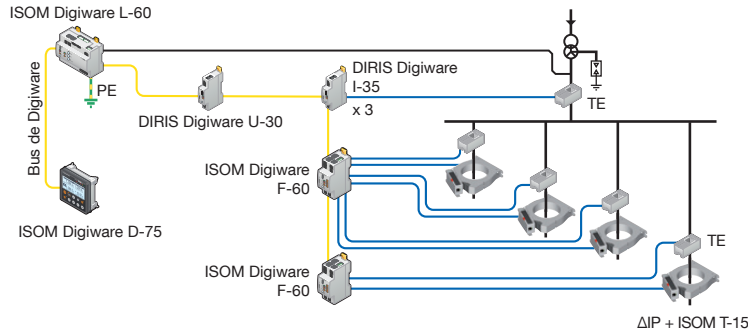 ISOM Digiware L-60
PE
Bus de Digiware
DIRIS Digiware U-30
DIRIS Digiware
I-35
x 3
TE
ISOM Digiware
F-60
ISOM Digiware D-75
TE
ISOM Digiware
F-60
ΔIP + ISOM T-15